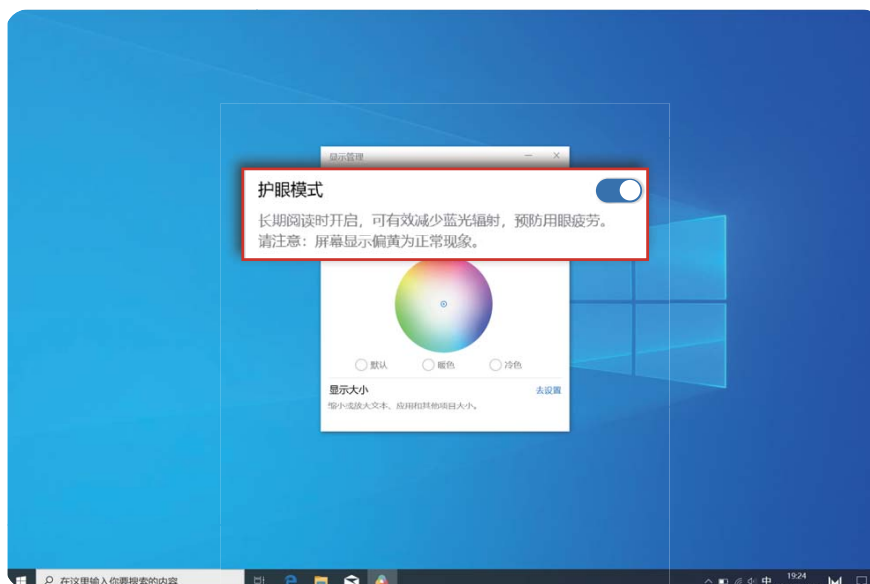 显示管理
护眼模式
长期阅读时开启，可有效减少蓝光辐射，预防用眼疲劳。
请注意：屏幕显示偏黄为正常现象。
默认 暖色 冷色
显示大小 去设置
缩小或放大文本、应用和其他项目大小。
在这里输入你要搜索的内容
中 19:24